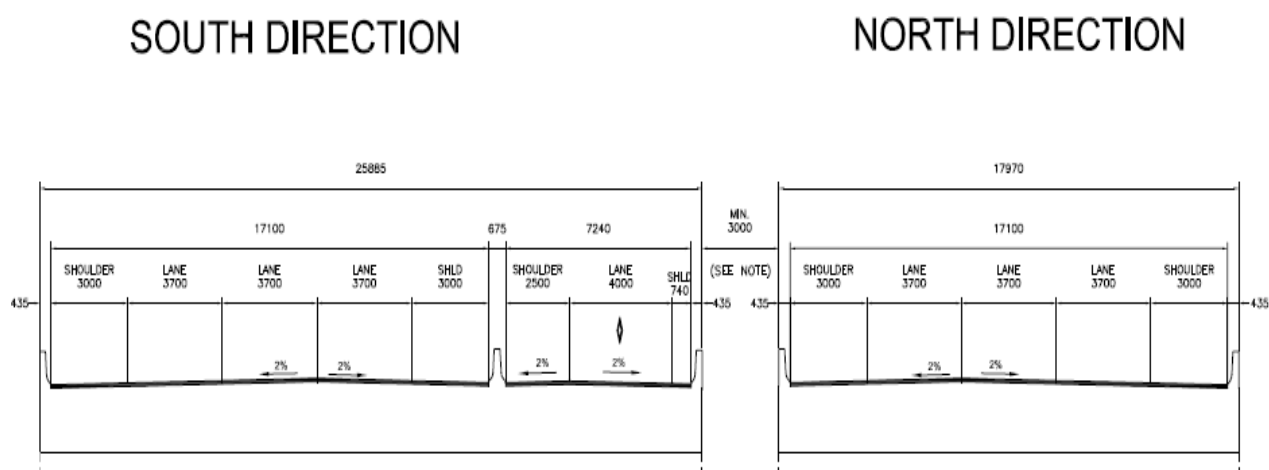 SOUTH DIRECTION
NORTH DIRECTION
25885
17970
17100
675
7240
MIN.
3000
17100
SHOULDER
3000
LANE
3700
LANE
3700
LANE
3700
SHLD
3000
SHOULDER
2500
LANE
4000
SHLD
740
(SEE NOTE)
SHOULDER
3000
LANE
3700
LANE
3700
LANE
3700
SHOULDER
3000
435
435
435
435
2%
2%
2%
2%
2%
2%